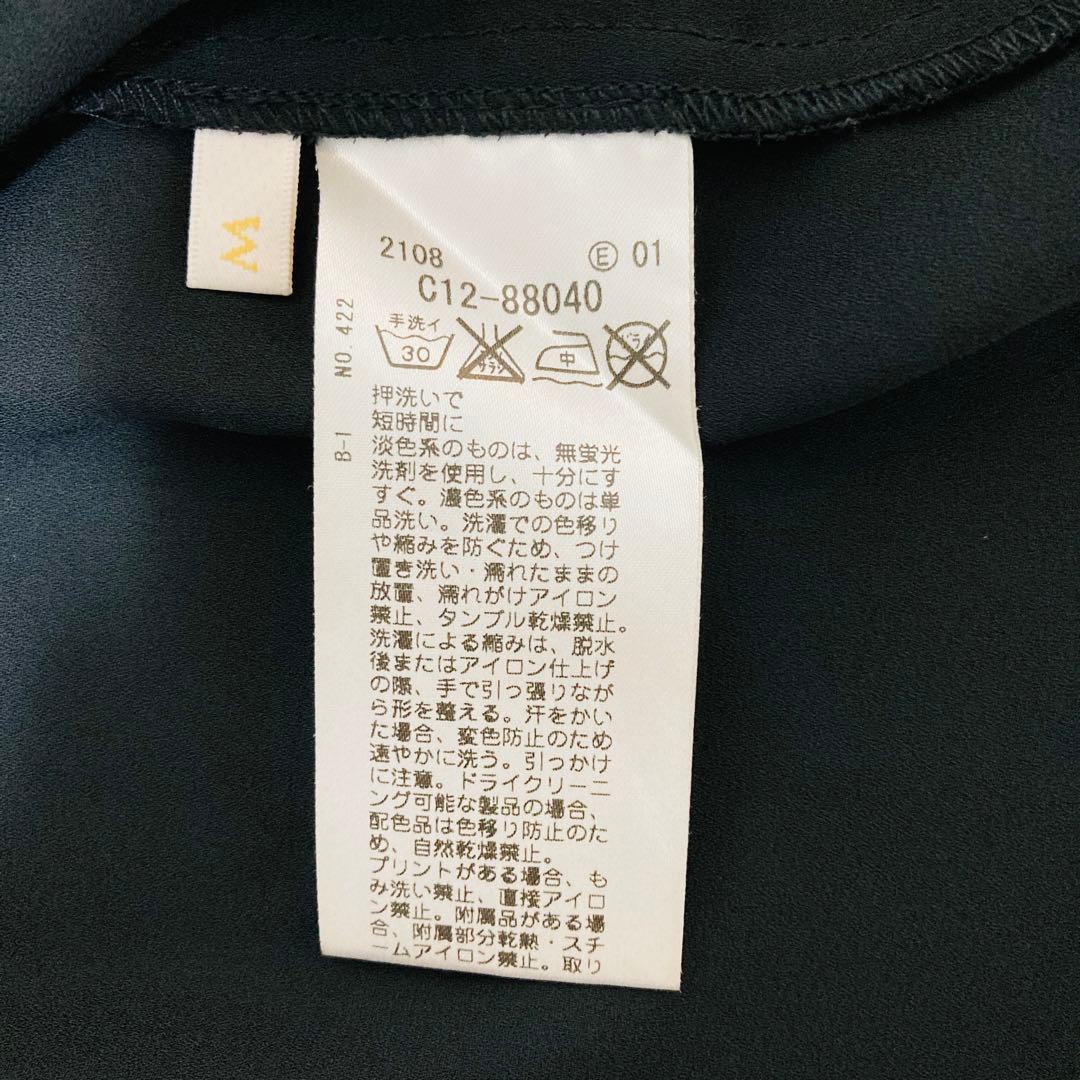 M
2108 Ⓔ 01
C12-88040
手洗イ
30
サラシ
中
ドライ
B-1 NO.422
押洗いで
短時間に
淡色系のものは、無蛍光
洗剤を使用し、十分にす
すぐ。濃色系のものは単
品洗い。洗濯での色移り
や縮みを防ぐため、つけ
置き洗い・濡れたままの
放置、濡れがけアイロン
禁止、タンブル乾燥禁止。
洗濯による縮みは、脱水
後またはアイロン仕上げ
の際、手で引っ張りなが
ら形を整える。汗をかい
た場合、変色防止のため
速やかに洗う。引っかけ
に注意。ドライクリーニ
ング可能な製品の場合、
配色品は色移り防止のた
め、自然乾燥禁止。
プリントがある場合、も
み洗い禁止、直接アイロ
ン禁止。附属品がある場
合、附属部分乾熱・スチ
ームアイロン禁止。取り